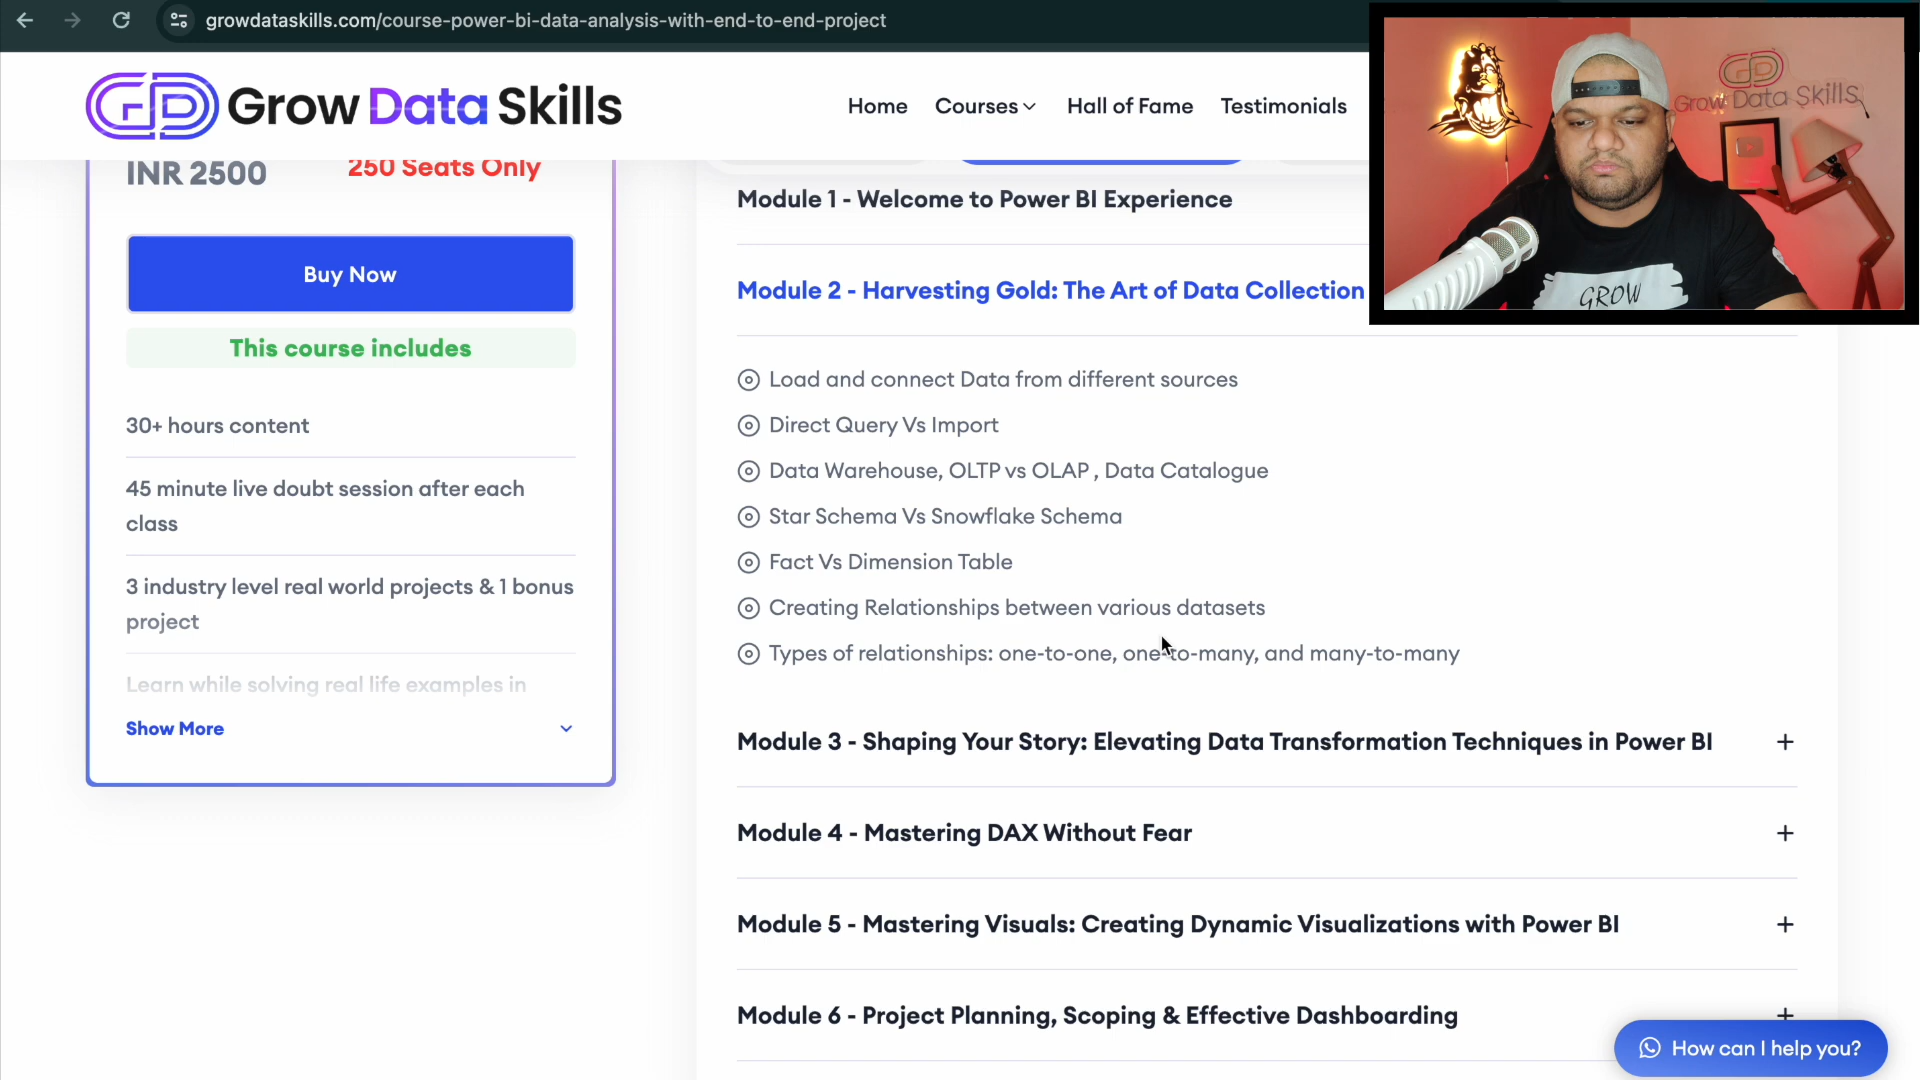 growdataskills.com/course-power-bi-data-analysis-with-end-to-end-project
Grow Data Skills
Home
Courses
Hall of Fame
Testimonials
Grow Data Skills
GROW
INR 2500
250 Seats Only
Buy Now
This course includes
30+ hours content
45 minute live doubt session after each
class
3 industry level real world projects & 1 bonus
project
Learn while solving real life examples in
Show More
Module 1 - Welcome to Power BI Experience
Module 2 - Harvesting Gold: The Art of Data Collection
Load and connect Data from different sources
Direct Query Vs Import
Data Warehouse, OLTP vs OLAP , Data Catalogue
Star Schema Vs Snowflake Schema
Fact Vs Dimension Table
Creating Relationships between various datasets
Types of relationships: one-to-one, one-to-many, and many-to-many
Module 3 - Shaping Your Story: Elevating Data Transformation Techniques in Power BI
Module 4 - Mastering DAX Without Fear
Module 5 - Mastering Visuals: Creating Dynamic Visualizations with Power BI
Module 6 - Project Planning, Scoping & Effective Dashboarding
How can I help you?